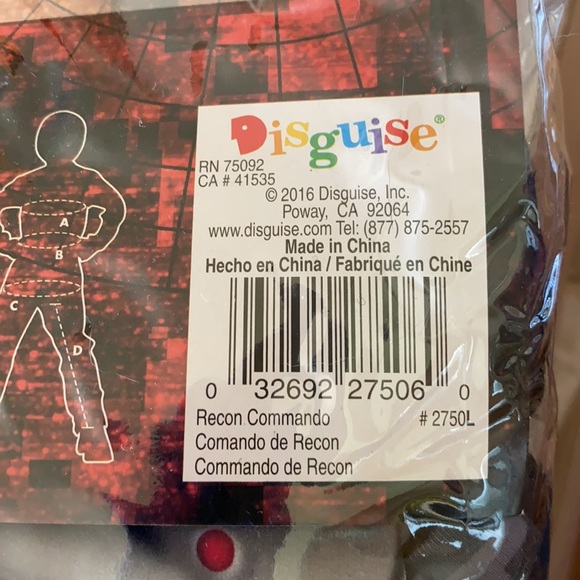 Disguise®
RN 75092
CA # 41535
© 2016 Disguise, Inc.
Poway, CA 92064
www.disguise.com Tel: (877) 875-2557
Made in China
Hecho en China / Fabriqué en Chine
0 32692 27506 0
Recon Commando # 2750L
Comando de Recon
Commando de Recon
A
B
C
D